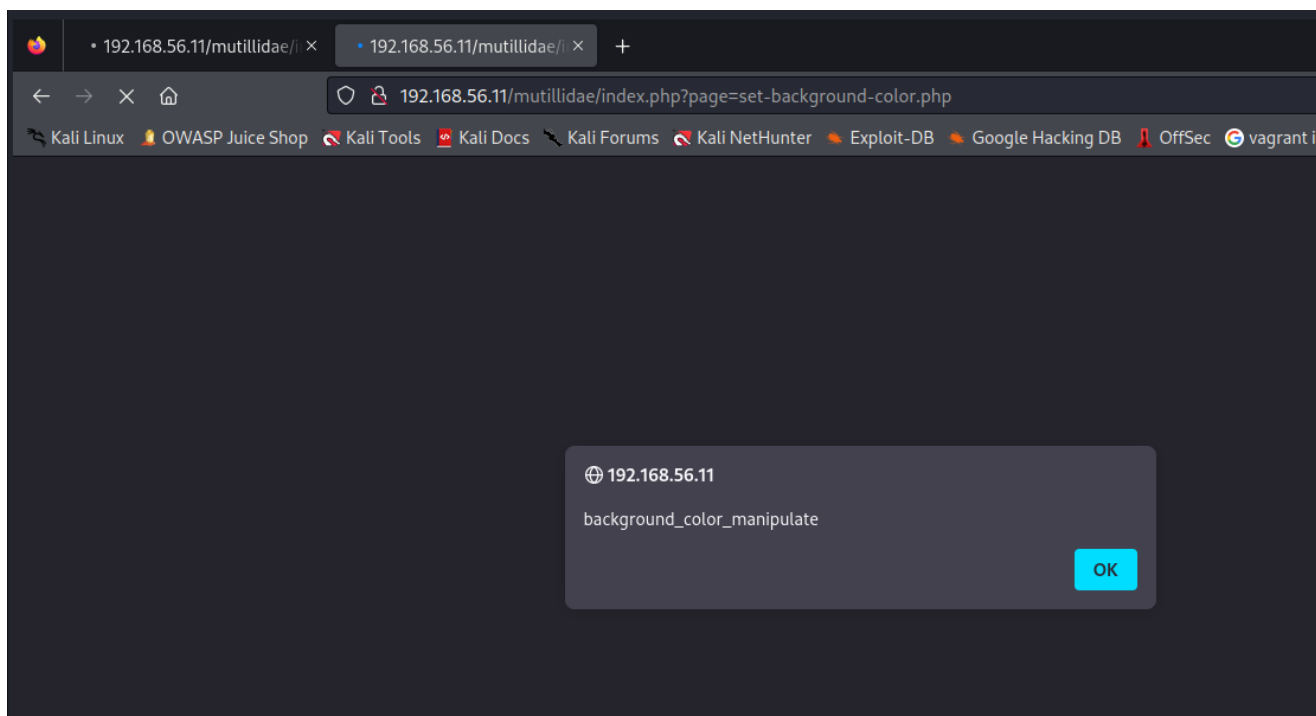 • 192.168.56.11/mutillidae/i
• 192.168.56.11/mutillidae/i
192.168.56.11/mutillidae/index.php?page=set-background-color.php
Kali Linux OWASP Juice Shop Kali Tools Kali Docs Kali Forums Kali NetHunter Exploit-DB Google Hacking DB OffSec vagrant i
192.168.56.11
background_color_manipulate
OK